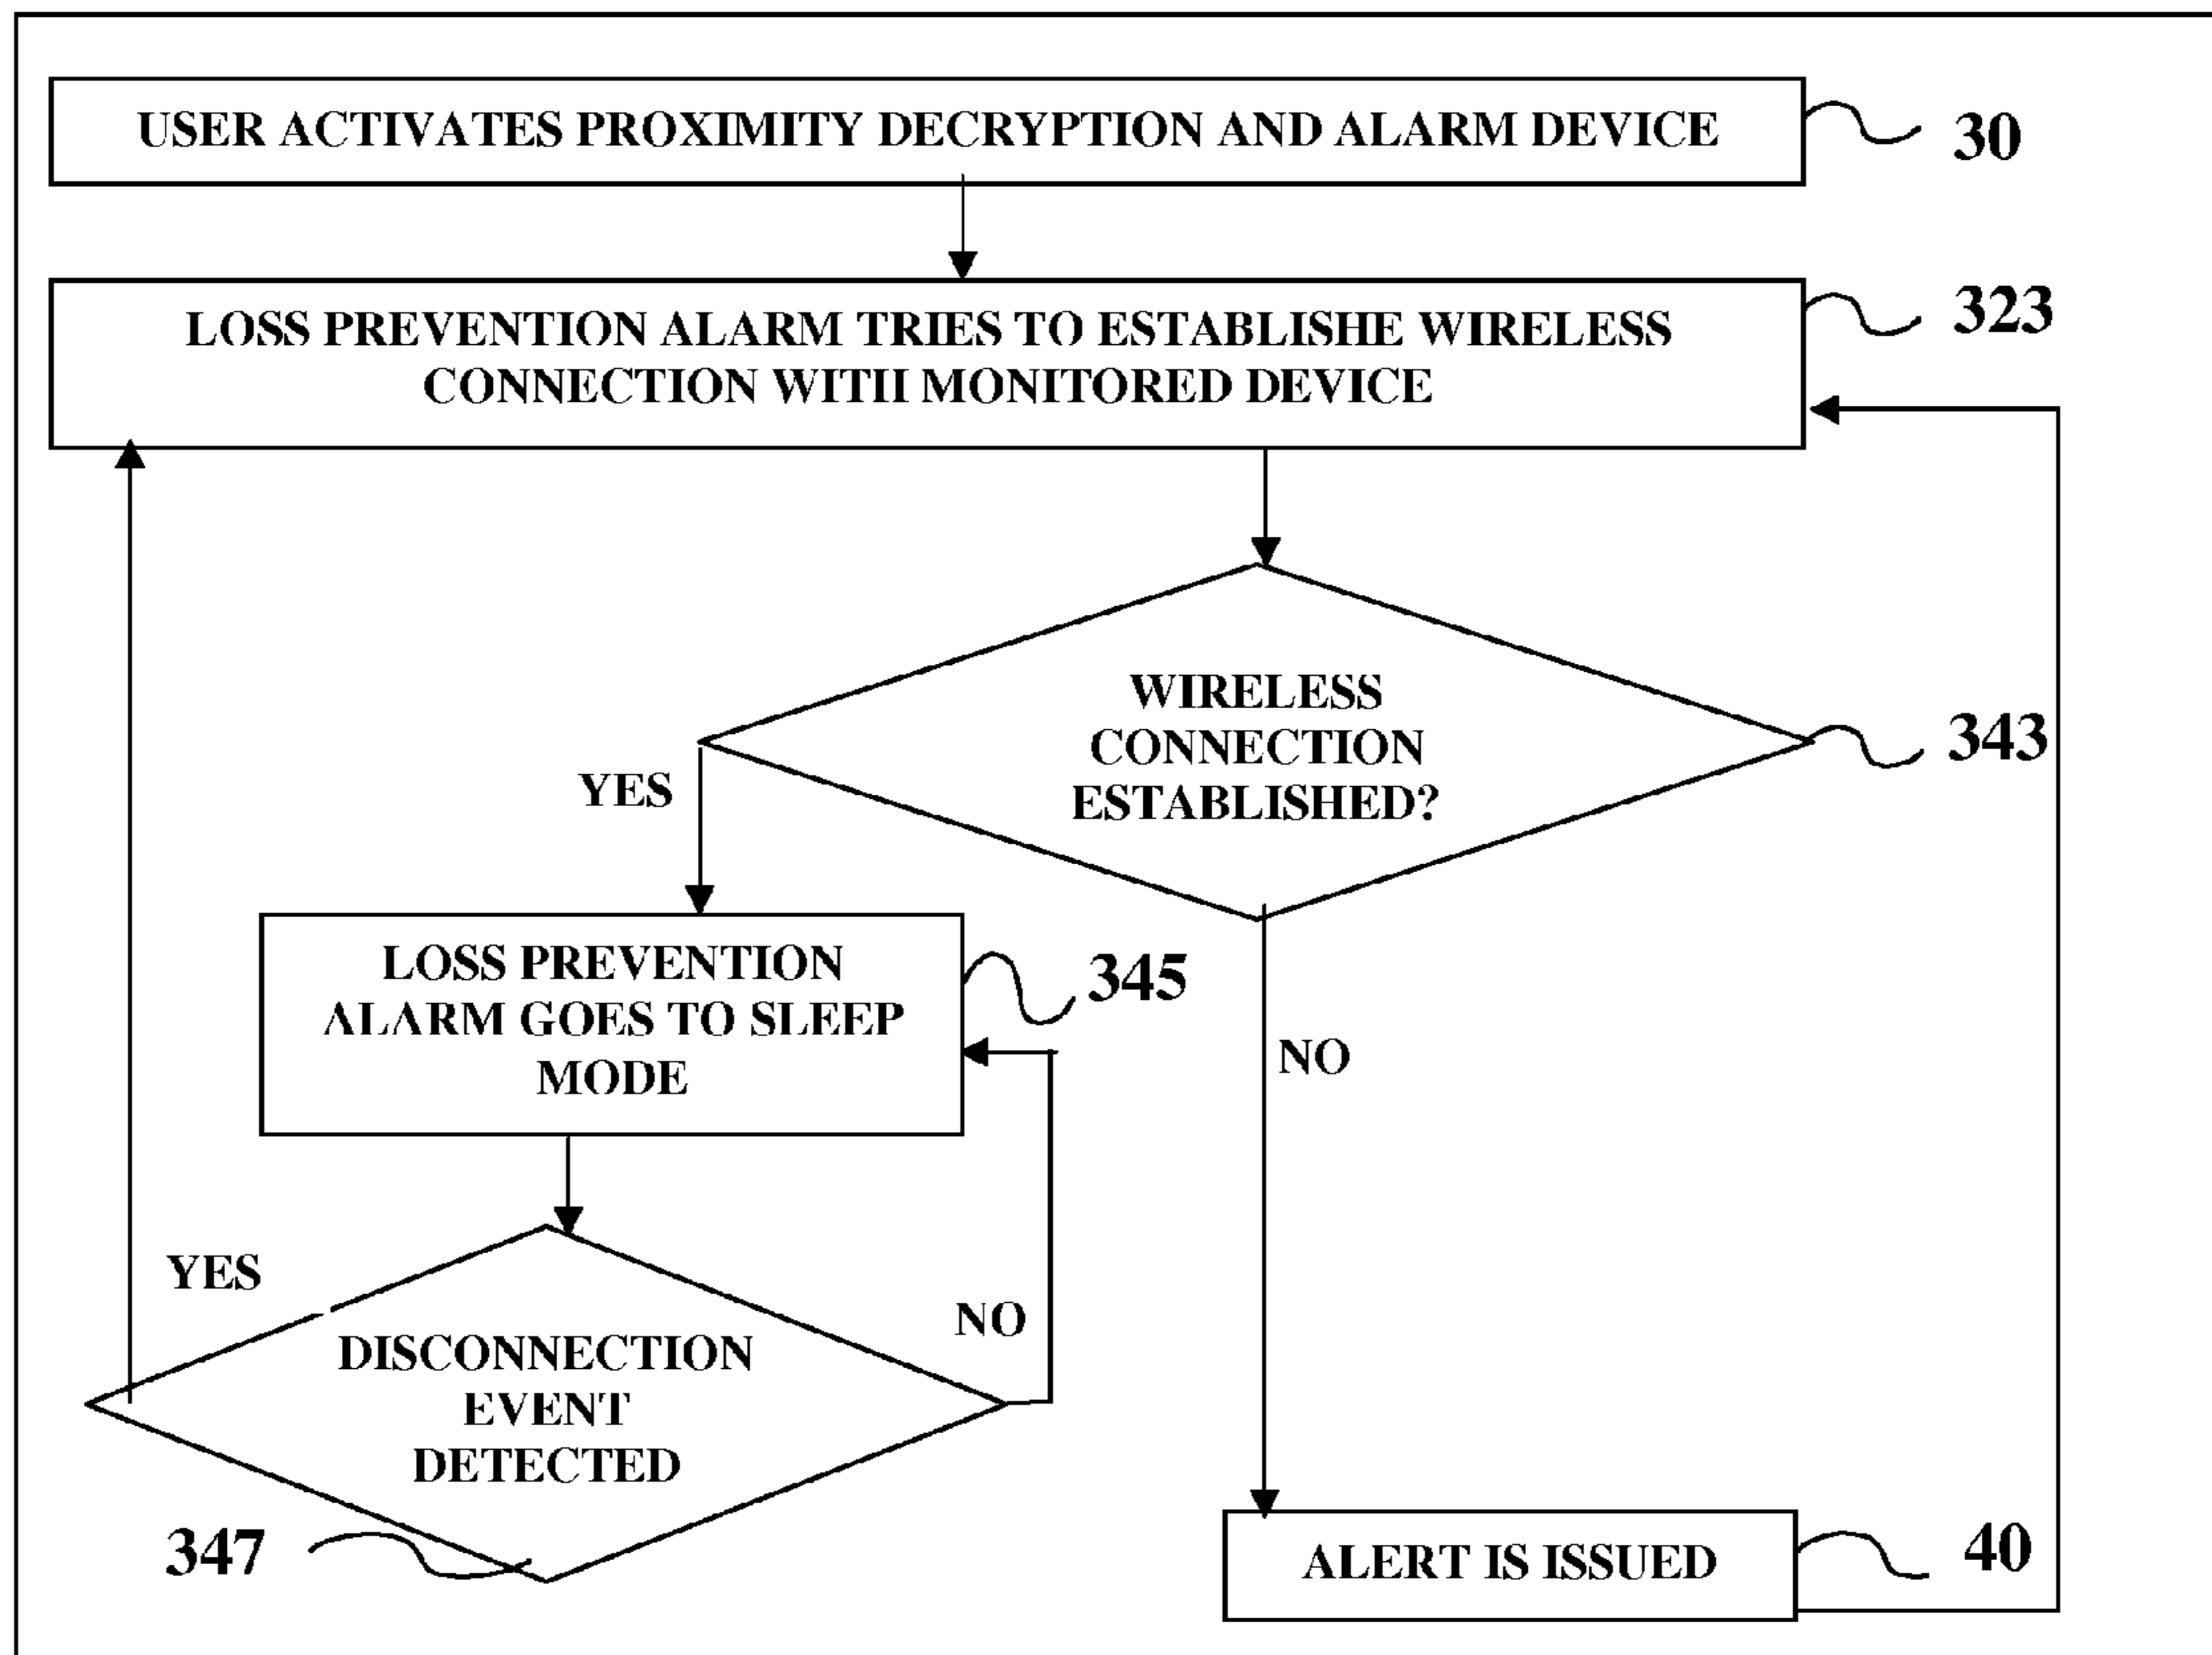 USER ACTIVATES PROXIMITY DECRYPTION AND ALARM DEVICE
30
LOSS PREVENTION ALARM TRIES TO ESTABLISHE WIRELESS
CONNECTION WITH MONITORED DEVICE
323
WIRELESS
CONNECTION
ESTABLISHED?
343
YES
LOSS PREVENTION
ALARM GOES TO SLEEP
MODE
345
NO
YES
NO
DISCONNECTION
EVENT
DETECTED
347
ALERT IS ISSUED
40